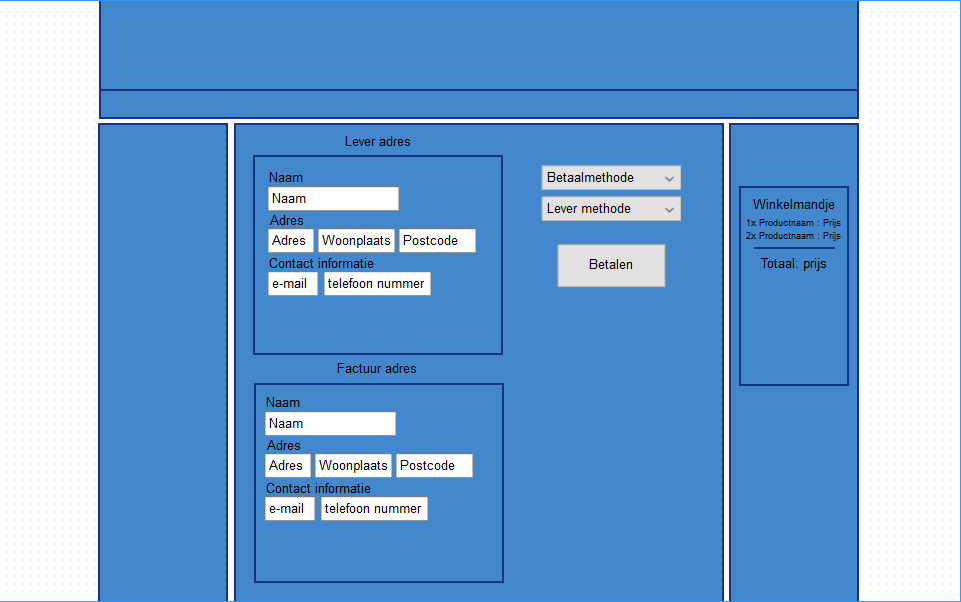 Lever adres
Naam
Naam
Adres
Adres Woonplaats Postcode
Contact informatie
e-mail telefoon nummer
Betaalmethode
Lever methode
Betalen
Winkelmandje
1x Productnaam : Prijs
2x Productnaam : Prijs
Totaal: prijs
Factuur adres
Naam
Naam
Adres
Adres Woonplaats Postcode
Contact informatie
e-mail telefoon nummer